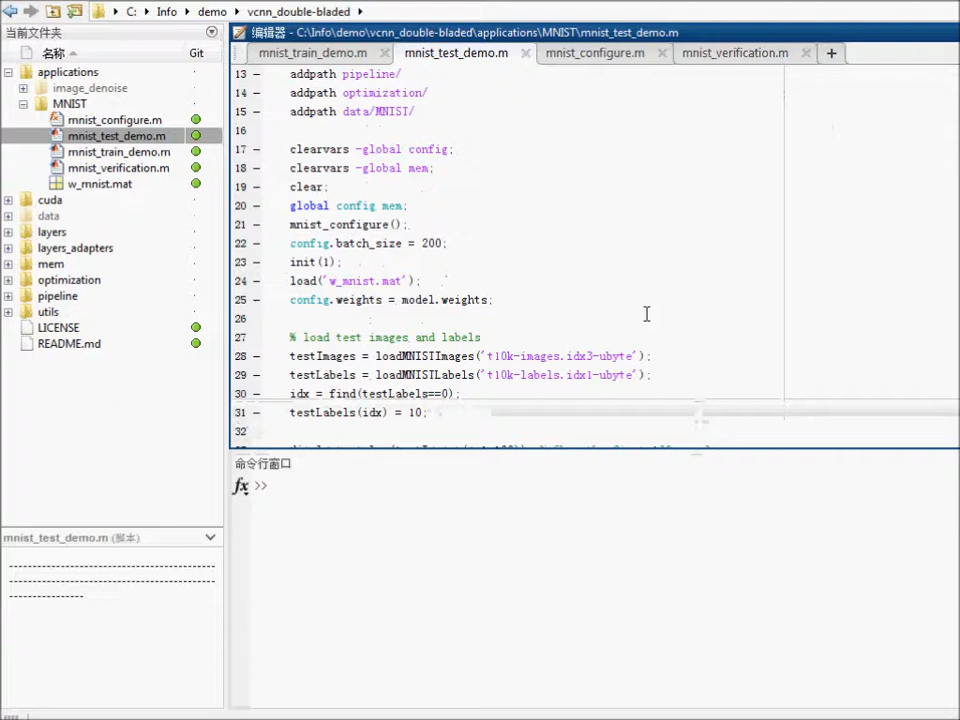 C: Info demo vcnn_double-bladed
当前文件夹
名称 Git
applications
image_denoise
MNIST
mnist_configure.m
mnist_test_demo.m
mnist_train_demo.m
mnist_verification.m
w_mnist.mat
cuda
data
layers
layers_adapters
mem
optimization
pipeline
utils
LICENSE
README.md
mnist_test_demo.m (脚本)
编辑器 - C:\Info\demo\vcnn_double-bladed\applications\MNIST\mnist_test_demo.m
mnist_train_demo.m mnist_test_demo.m mnist_configure.m mnist_verification.m +
13 - addpath pipeline/
14 - addpath optimization/
15 - addpath data/MNIST/
16
17 - clearvars -global config;
18 - clearvars -global mem;
19 - clear;
20 - global config mem;
21 - mnist_configure();
22 - config.batch_size = 200;
23 - init(1);
24 - load('w_mnist.mat');
25 - config.weights = model.weights;
26
27 % load test images and labels
28 - testImages = loadMNISTImages('t10k-images.idx3-ubyte');
29 - testLabels = loadMNISTLabels('t10k-labels.idx1-ubyte');
30 - idx = find(testLabels==0);
31 - testLabels(idx) = 10;
32
命令行窗口
fx >>